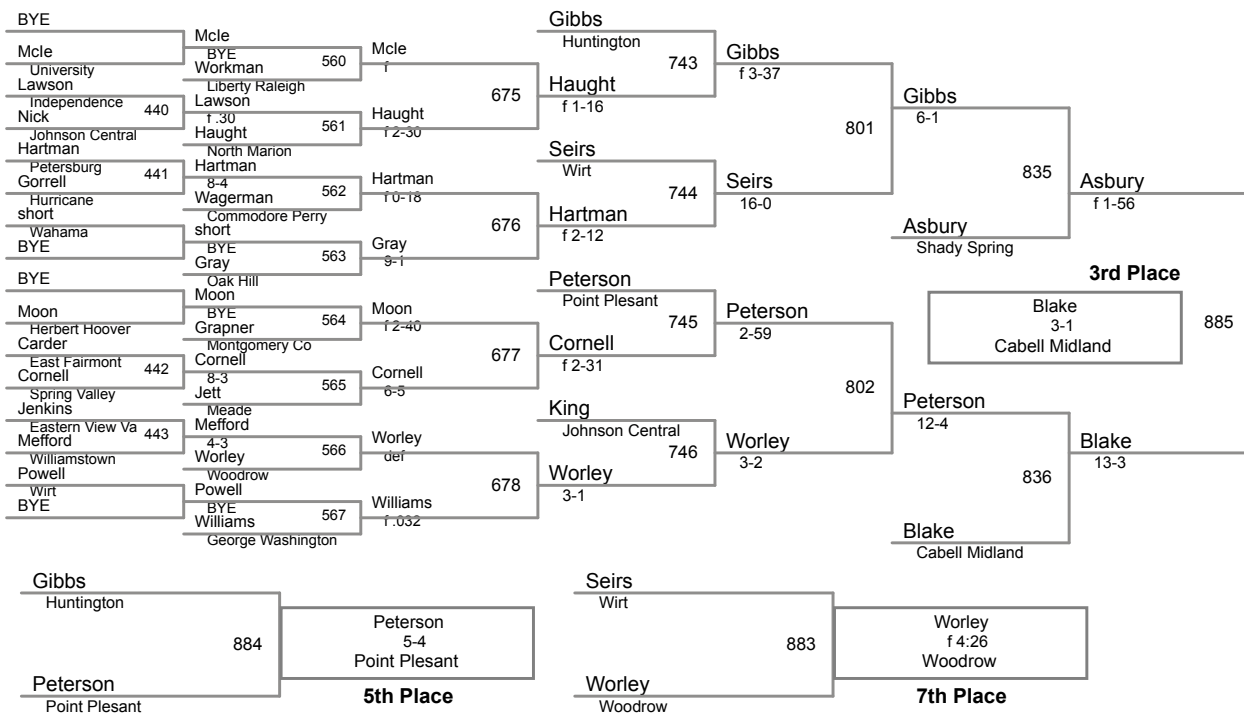 BYE
Mcle
University
Lawson
Independence
440
Nick
Johnson Central
Hartman
Petersburg
441
Gorrell
Hurricane
short
Wahama
BYE
BYE
Moon
Herbert Hoover
Carder
East Fairmont
442
Cornell
Spring Valley
Jenkins
Eastern View Va
443
Mefford
Williamstown
Powell
Wirt
BYE
Mcle
BYE
560
Workman
Liberty Raleigh
Lawson
f .30
561
Haught
North Marion
Hartman
8-4
562
Wagerman
Commodore Perry
short
BYE
563
Gray
Oak Hill
Moon
BYE
564
Grapner
Montgomery Co
Cornell
8-3
565
Jett
Meade
Mefford
4-3
566
Worley
Woodrow
Powell
BYE
567
Williams
George Washington
Mcle
f
675
Haught
f 2-30
Hartman
f 0-18
676
Gray
9-1
Moon
f 2-40
677
Cornell
6-5
Worley
def
678
Williams
f .032
Gibbs
Huntington
743
Haught
f 1-16
Seirs
Wirt
744
Hartman
f 2-12
Peterson
Point Plesant
745
Cornell
f 2-31
King
Johnson Central
746
Worley
3-1
Gibbs
f 3-37
801
Seirs
16-0
Peterson
2-59
802
Worley
3-2
Gibbs
6-1
835
Asbury
Shady Spring
Peterson
12-4
836
Blake
Cabell Midland
Asbury
f 1-56
3rd Place
Blake
3-1
Cabell Midland
885
Blake
13-3
Gibbs
Huntington
884
Peterson
Point Plesant
Peterson
5-4
Point Plesant
5th Place
Seirs
Wirt
883
Worley
Woodrow
Worley
f 4:26
Woodrow
7th Place